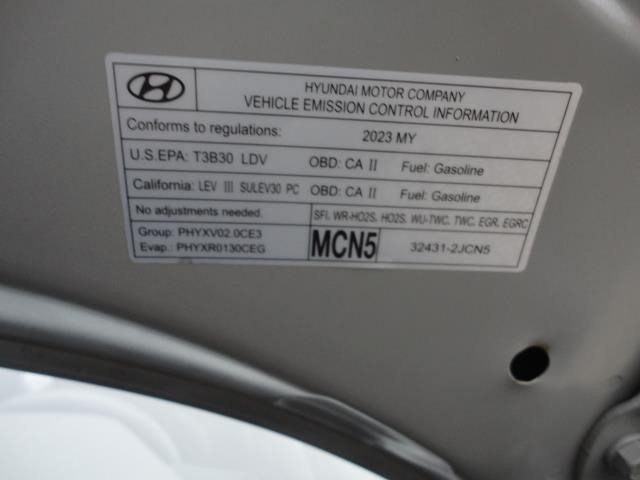 HYUNDAI MOTOR COMPANY
VEHICLE EMISSION CONTROL INFORMATION
Conforms to regulations: 2023 MY
U.S.EPA: T3B30 LDV OBD: CA II Fuel: Gasoline
California: LEV III SULEV30 PC OBD: CA II Fuel: Gasoline
No adjustments needed. SFI, WR-HO2S, HO2S, WU-TWC, TWC, EGR, EGRC
Group: PHYXV02.0CE3
Evap.: PHYXR0130CEG
MCN5 32431-2JCN5